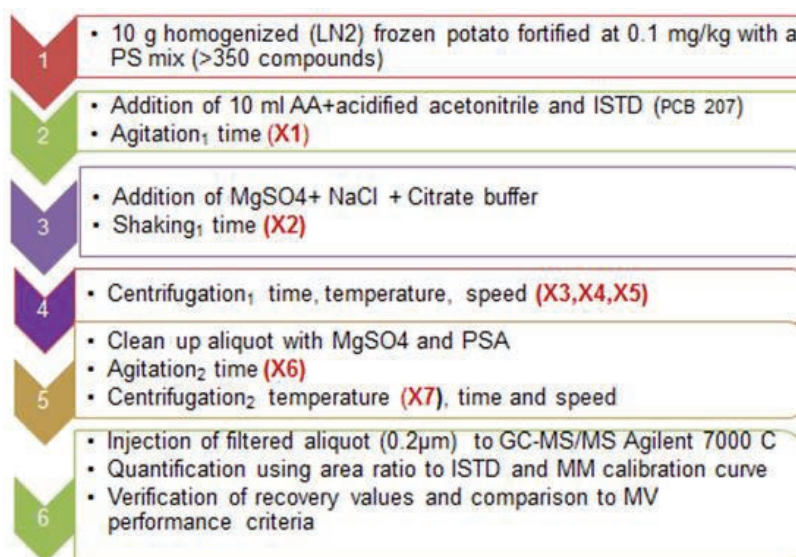 1
• 10 g homogenized (LN2) frozen potato fortified at 0.1 mg/kg with a
PS mix (>350 compounds)
2
• Addition of 10 ml AA+acidified acetonitrile and ISTD (PCB 207)
• Agitation₁ time (X1)
3
• Addition of MgSO4+ NaCl + Citrate buffer
• Shaking₁ time (X2)
4
• Centrifugation₁ time, temperature, speed (X3,X4,X5)
5
• Clean up aliquot with MgSO4 and PSA
• Agitation₂ time (X6)
• Centrifugation₂ temperature (X7), time and speed
6
• Injection of filtered aliquot (0.2µm) to GC-MS/MS Agilent 7000 C
• Quantification using area ratio to ISTD and MM calibration curve
• Verification of recovery values and comparison to MV
performance criteria